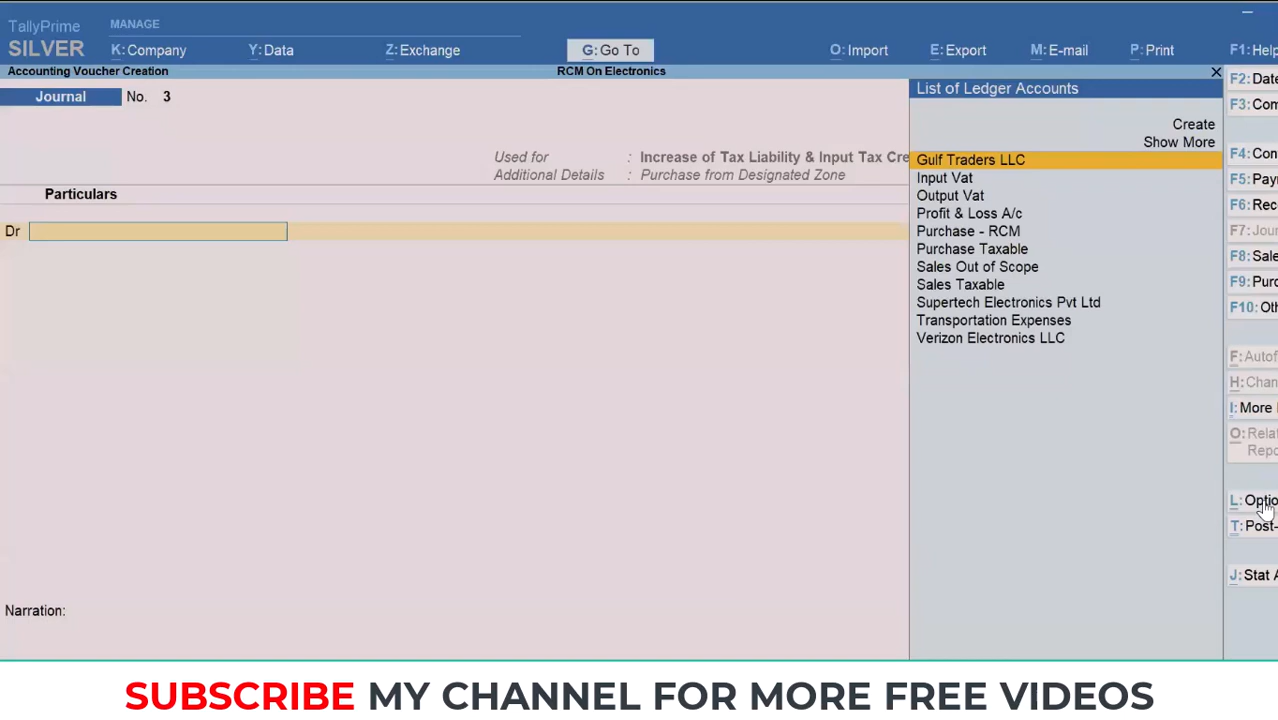 TallyPrime
MANAGE
SILVER
K:Company
Y:Data
Z:Exchange
G:Go To
O:Import
E:Export
M:E-mail
P:Print
F1:Help
Accounting Voucher Creation
RCM On Electronics
Journal No. 3
Used for : Increase of Tax Liability & Input Tax Cre
Additional Details : Purchase from Designated Zone
Particulars
Dr
Narration:
List of Ledger Accounts
Create
Show More
Gulf Traders LLC
Input Vat
Output Vat
Profit & Loss A/c
Purchase - RCM
Purchase Taxable
Sales Out of Scope
Sales Taxable
Supertech Electronics Pvt Ltd
Transportation Expenses
Verizon Electronics LLC
F2:Date
F3:Com
F4:Con
F5:Pay
F6:Rec
F7:Jou
F8:Sale
F9:Purc
F10:Oth
F:Autof
H:Chan
I:More
O:Relat
Repo
L:Optio
T:Post-
J:Stat A
SUBSCRIBE MY CHANNEL FOR MORE FREE VIDEOS